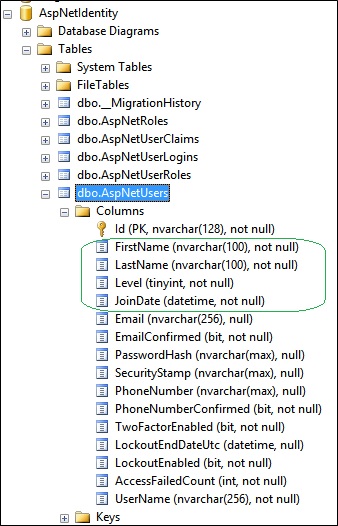 AspNetIdentity
Database Diagrams
Tables
System Tables
FileTables
dbo.__MigrationHistory
dbo.AspNetRoles
dbo.AspNetUserClaims
dbo.AspNetUserLogins
dbo.AspNetUserRoles
dbo.AspNetUsers
Columns
Id (PK, nvarchar(128), not null)
FirstName (nvarchar(100), not null)
LastName (nvarchar(100), not null)
Level (tinyint, not null)
JoinDate (datetime, not null)
Email (nvarchar(256), null)
EmailConfirmed (bit, not null)
PasswordHash (nvarchar(max), null)
SecurityStamp (nvarchar(max), null)
PhoneNumber (nvarchar(max), null)
PhoneNumberConfirmed (bit, not null)
TwoFactorEnabled (bit, not null)
LockoutEndDateUtc (datetime, null)
LockoutEnabled (bit, not null)
AccessFailedCount (int, not null)
UserName (nvarchar(256), not null)
Keys